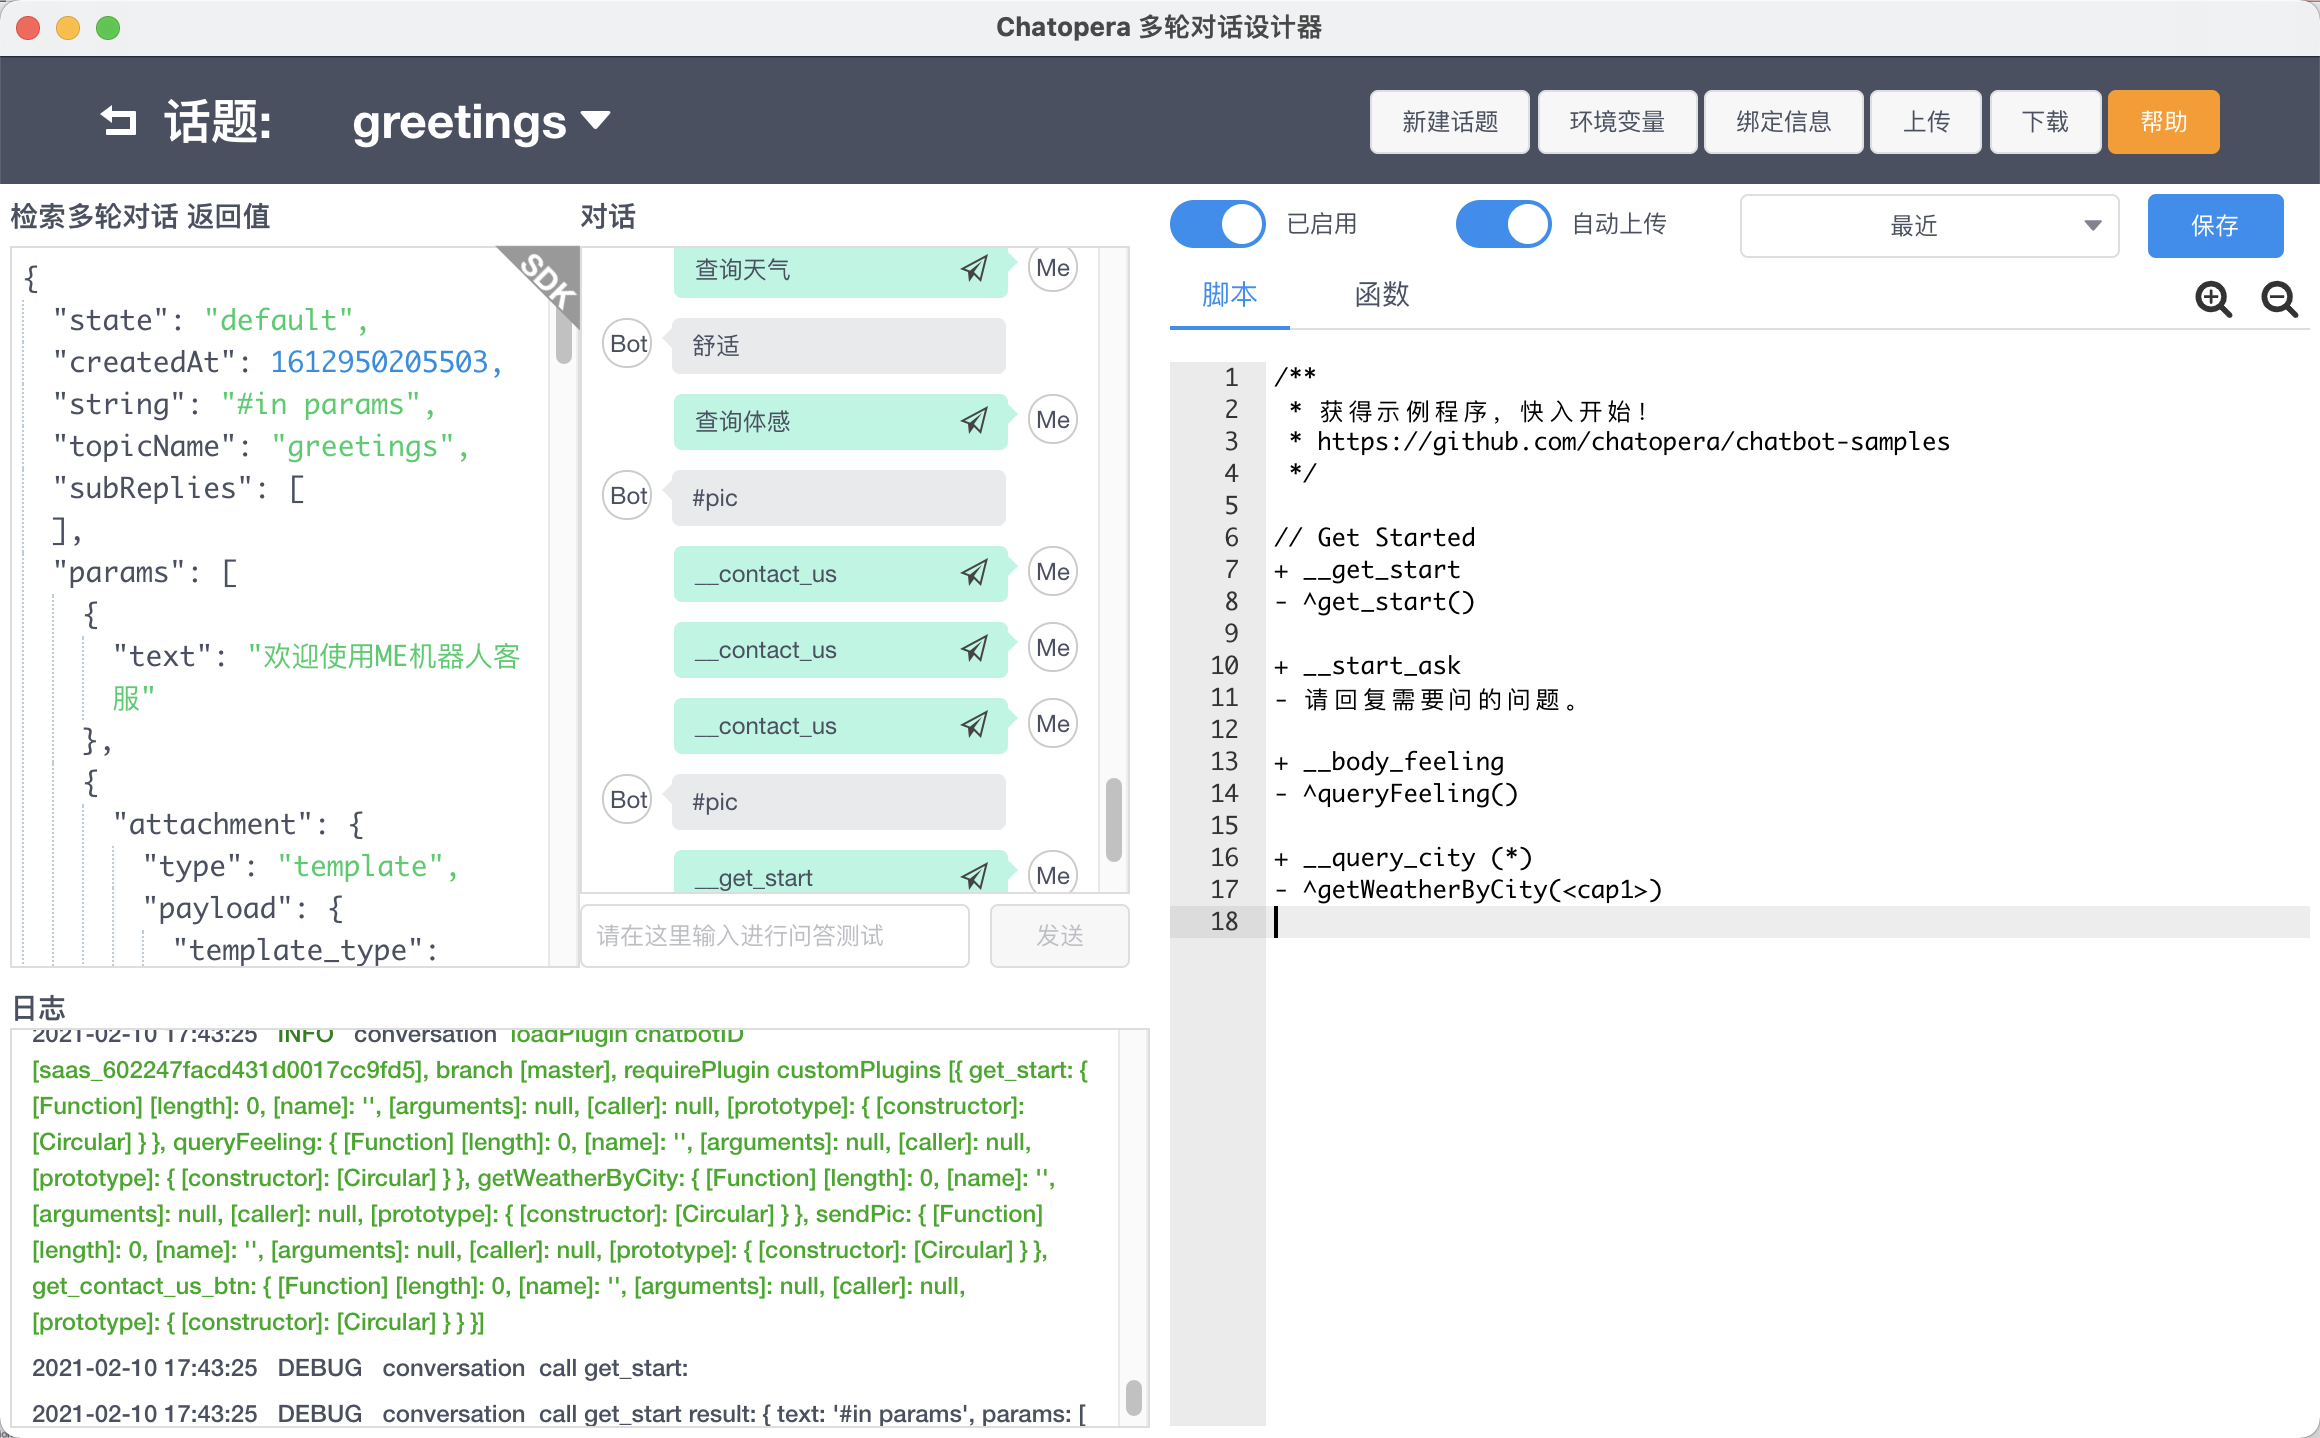 Chatopera 多轮对话设计器
话题: greetings
新建话题 环境变量 绑定信息 上传 下载 帮助
检索多轮对话 返回值
SDK
{
"state": "default",
"createdAt": 1612950205503,
"string": "#in params",
"topicName": "greetings",
"subReplies": [
],
"params": [
{
"text": "欢迎使用ME机器人客
服"
},
{
"attachment": {
"type": "template",
"payload": {
"template_type":
对话
查询天气 Me
Bot 舒适
查询体感 Me
Bot #pic
__contact_us Me
__contact_us Me
__contact_us Me
Bot #pic
__get_start Me
请在这里输入进行问答测试 发送
日志
2021-02-10 17:43:25 INFO conversation loadPlugin chatbotID
[saas_602247facd431d0017cc9fd5], branch [master], requirePlugin customPlugins [{ get_start: {
[Function] [length]: 0, [name]: '', [arguments]: null, [caller]: null, [prototype]: { [constructor]:
[Circular] } }, queryFeeling: { [Function] [length]: 0, [name]: '', [arguments]: null, [caller]: null,
[prototype]: { [constructor]: [Circular] } }, getWeatherByCity: { [Function] [length]: 0, [name]: '',
[arguments]: null, [caller]: null, [prototype]: { [constructor]: [Circular] } }, sendPic: { [Function]
[length]: 0, [name]: '', [arguments]: null, [caller]: null, [prototype]: { [constructor]: [Circular] } },
get_contact_us_btn: { [Function] [length]: 0, [name]: '', [arguments]: null, [caller]: null,
[prototype]: { [constructor]: [Circular] } } }]
2021-02-10 17:43:25 DEBUG conversation call get_start:
2021-02-10 17:43:25 DEBUG conversation call get_start result: { text: '#in params', params: [
已启用 自动上传 最近 保存
脚本 函数
1 /**
2 * 获得示例程序，快入开始！
3 * https://github.com/chatopera/chatbot-samples
4 */
5
6 // Get Started
7 + __get_start
8 - ^get_start()
9
10 + __start_ask
11 - 请回复需要问的问题。
12
13 + __body_feeling
14 - ^queryFeeling()
15
16 + __query_city (*)
17 - ^getWeatherByCity(<cap1>)
18